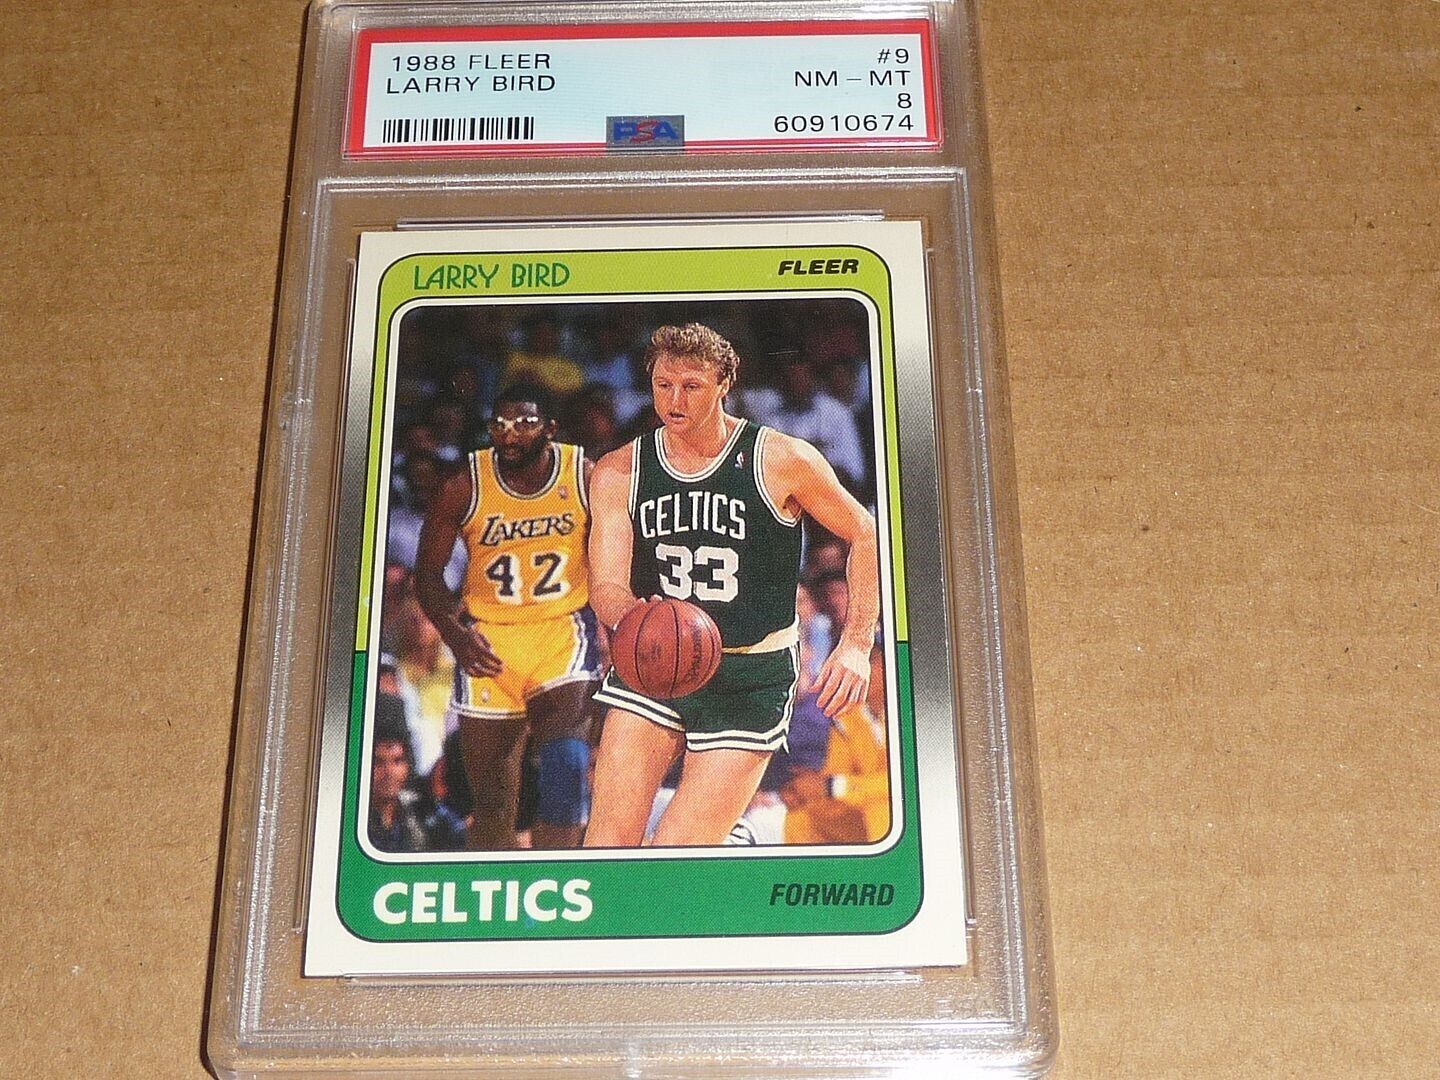 1988 FLEER #9
LARRY BIRD NM - MT
8
PSA 60910674
LARRY BIRD FLEER
LAKERS
42
CELTICS
33
CELTICS FORWARD